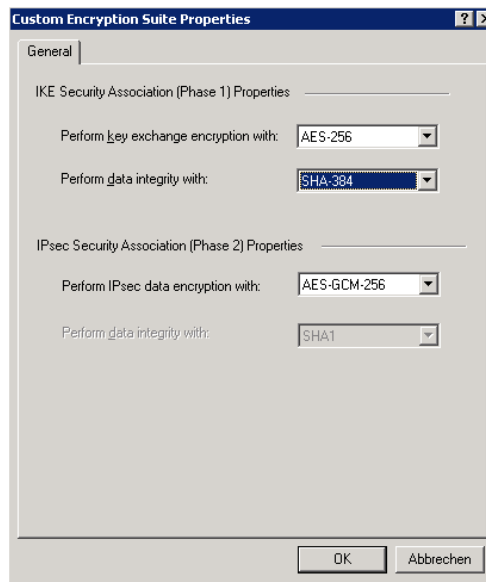 Custom Encryption Suite Properties
General
IKE Security Association (Phase 1) Properties
Perform key exchange encryption with: AES-256
Perform data integrity with: SHA-384
IPsec Security Association (Phase 2) Properties
Perform IPsec data encryption with: AES-GCM-256
Perform data integrity with: SHA1
OK Abbrechen